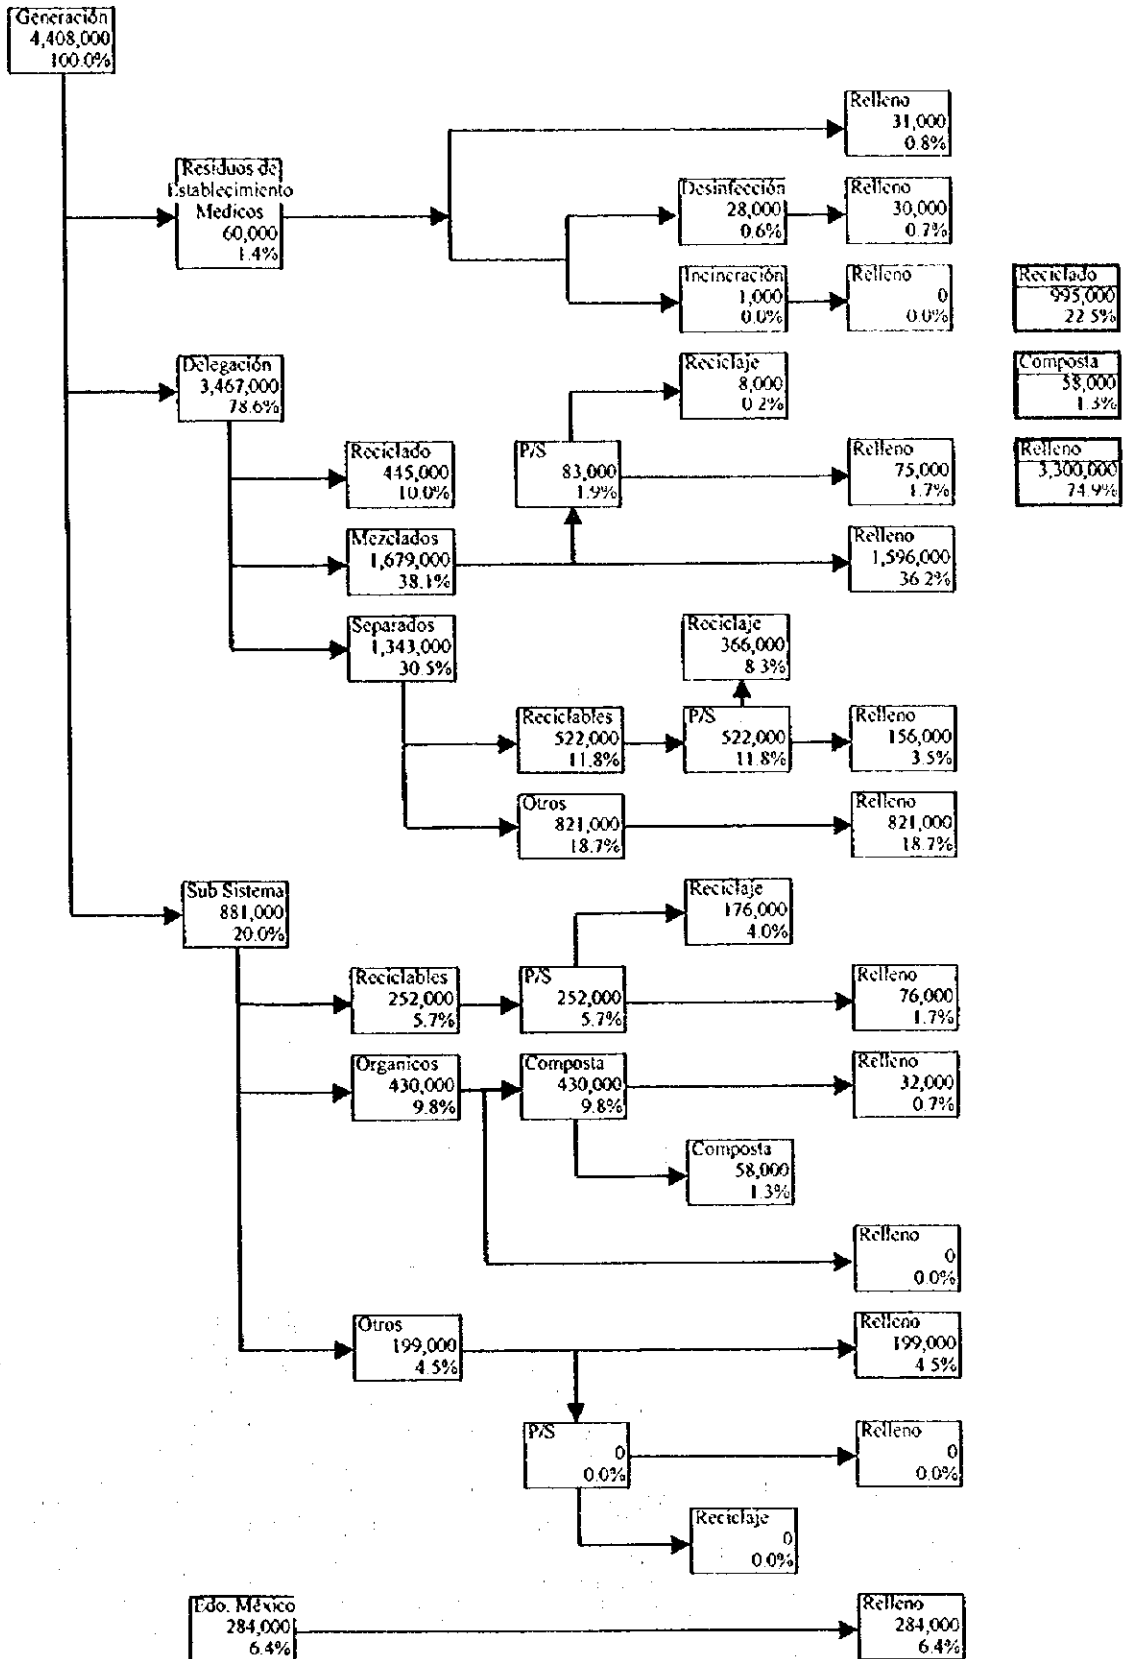 Generación
4,408,000
100.0%
Relleno
31,000
0.8%
Residuos de
Establecimiento
Medicos
60,000
1.4%
Desinfección
28,000
0.6%
Relleno
30,000
0.7%
Incineración
1,000
0.0%
Relleno
0
0.0%
Reciclado
995,000
22.5%
Delegación
3,467,000
78.6%
Reciclaje
8,000
0.2%
Composta
58,000
1.3%
Reciclado
445,000
10.0%
P/S
83,000
1.9%
Relleno
75,000
1.7%
Relleno
3,300,000
74.9%
Mezclados
1,679,000
38.1%
Relleno
1,596,000
36.2%
Separados
1,343,000
30.5%
Reciclaje
366,000
8.3%
Reciclables
522,000
11.8%
P/S
522,000
11.8%
Relleno
156,000
3.5%
Otros
821,000
18.7%
Relleno
821,000
18.7%
Sub Sistema
881,000
20.0%
Reciclaje
176,000
4.0%
Reciclables
252,000
5.7%
P/S
252,000
5.7%
Relleno
76,000
1.7%
Organicos
430,000
9.8%
Composta
430,000
9.8%
Relleno
32,000
0.7%
Composta
58,000
1.3%
Relleno
0
0.0%
Otros
199,000
4.5%
Relleno
199,000
4.5%
P/S
0
0.0%
Relleno
0
0.0%
Reciclaje
0
0.0%
Edo. México
284,000
6.4%
Relleno
284,000
6.4%